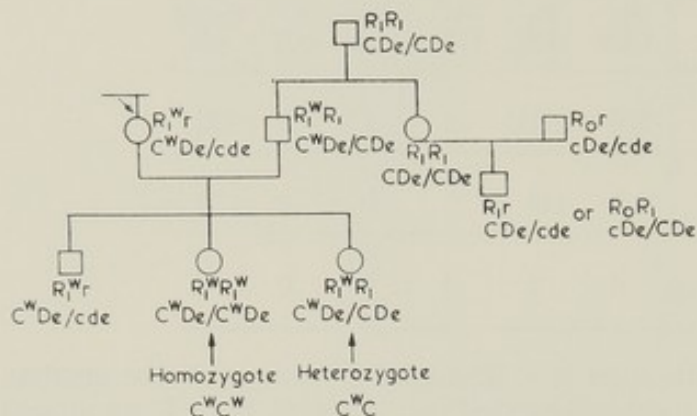 R₁R₁
CDe/CDe
R₁ᵂr
CᵂDe/cde
R₁ᵂR₁
CᵂDe/CDe
R₁R₁
CDe/CDe
R₀r
cDe/cde
R₁r or R₀R₁
CDe/cde cDe/CDe
R₁ᵂr
CᵂDe/cde
R₁ᵂR₁ᵂ
CᵂDe/CᵂDe
R₁ᵂR₁
CᵂDe/CDe
Homozygote
CᵂCᵂ
Heterozygote
CᵂC